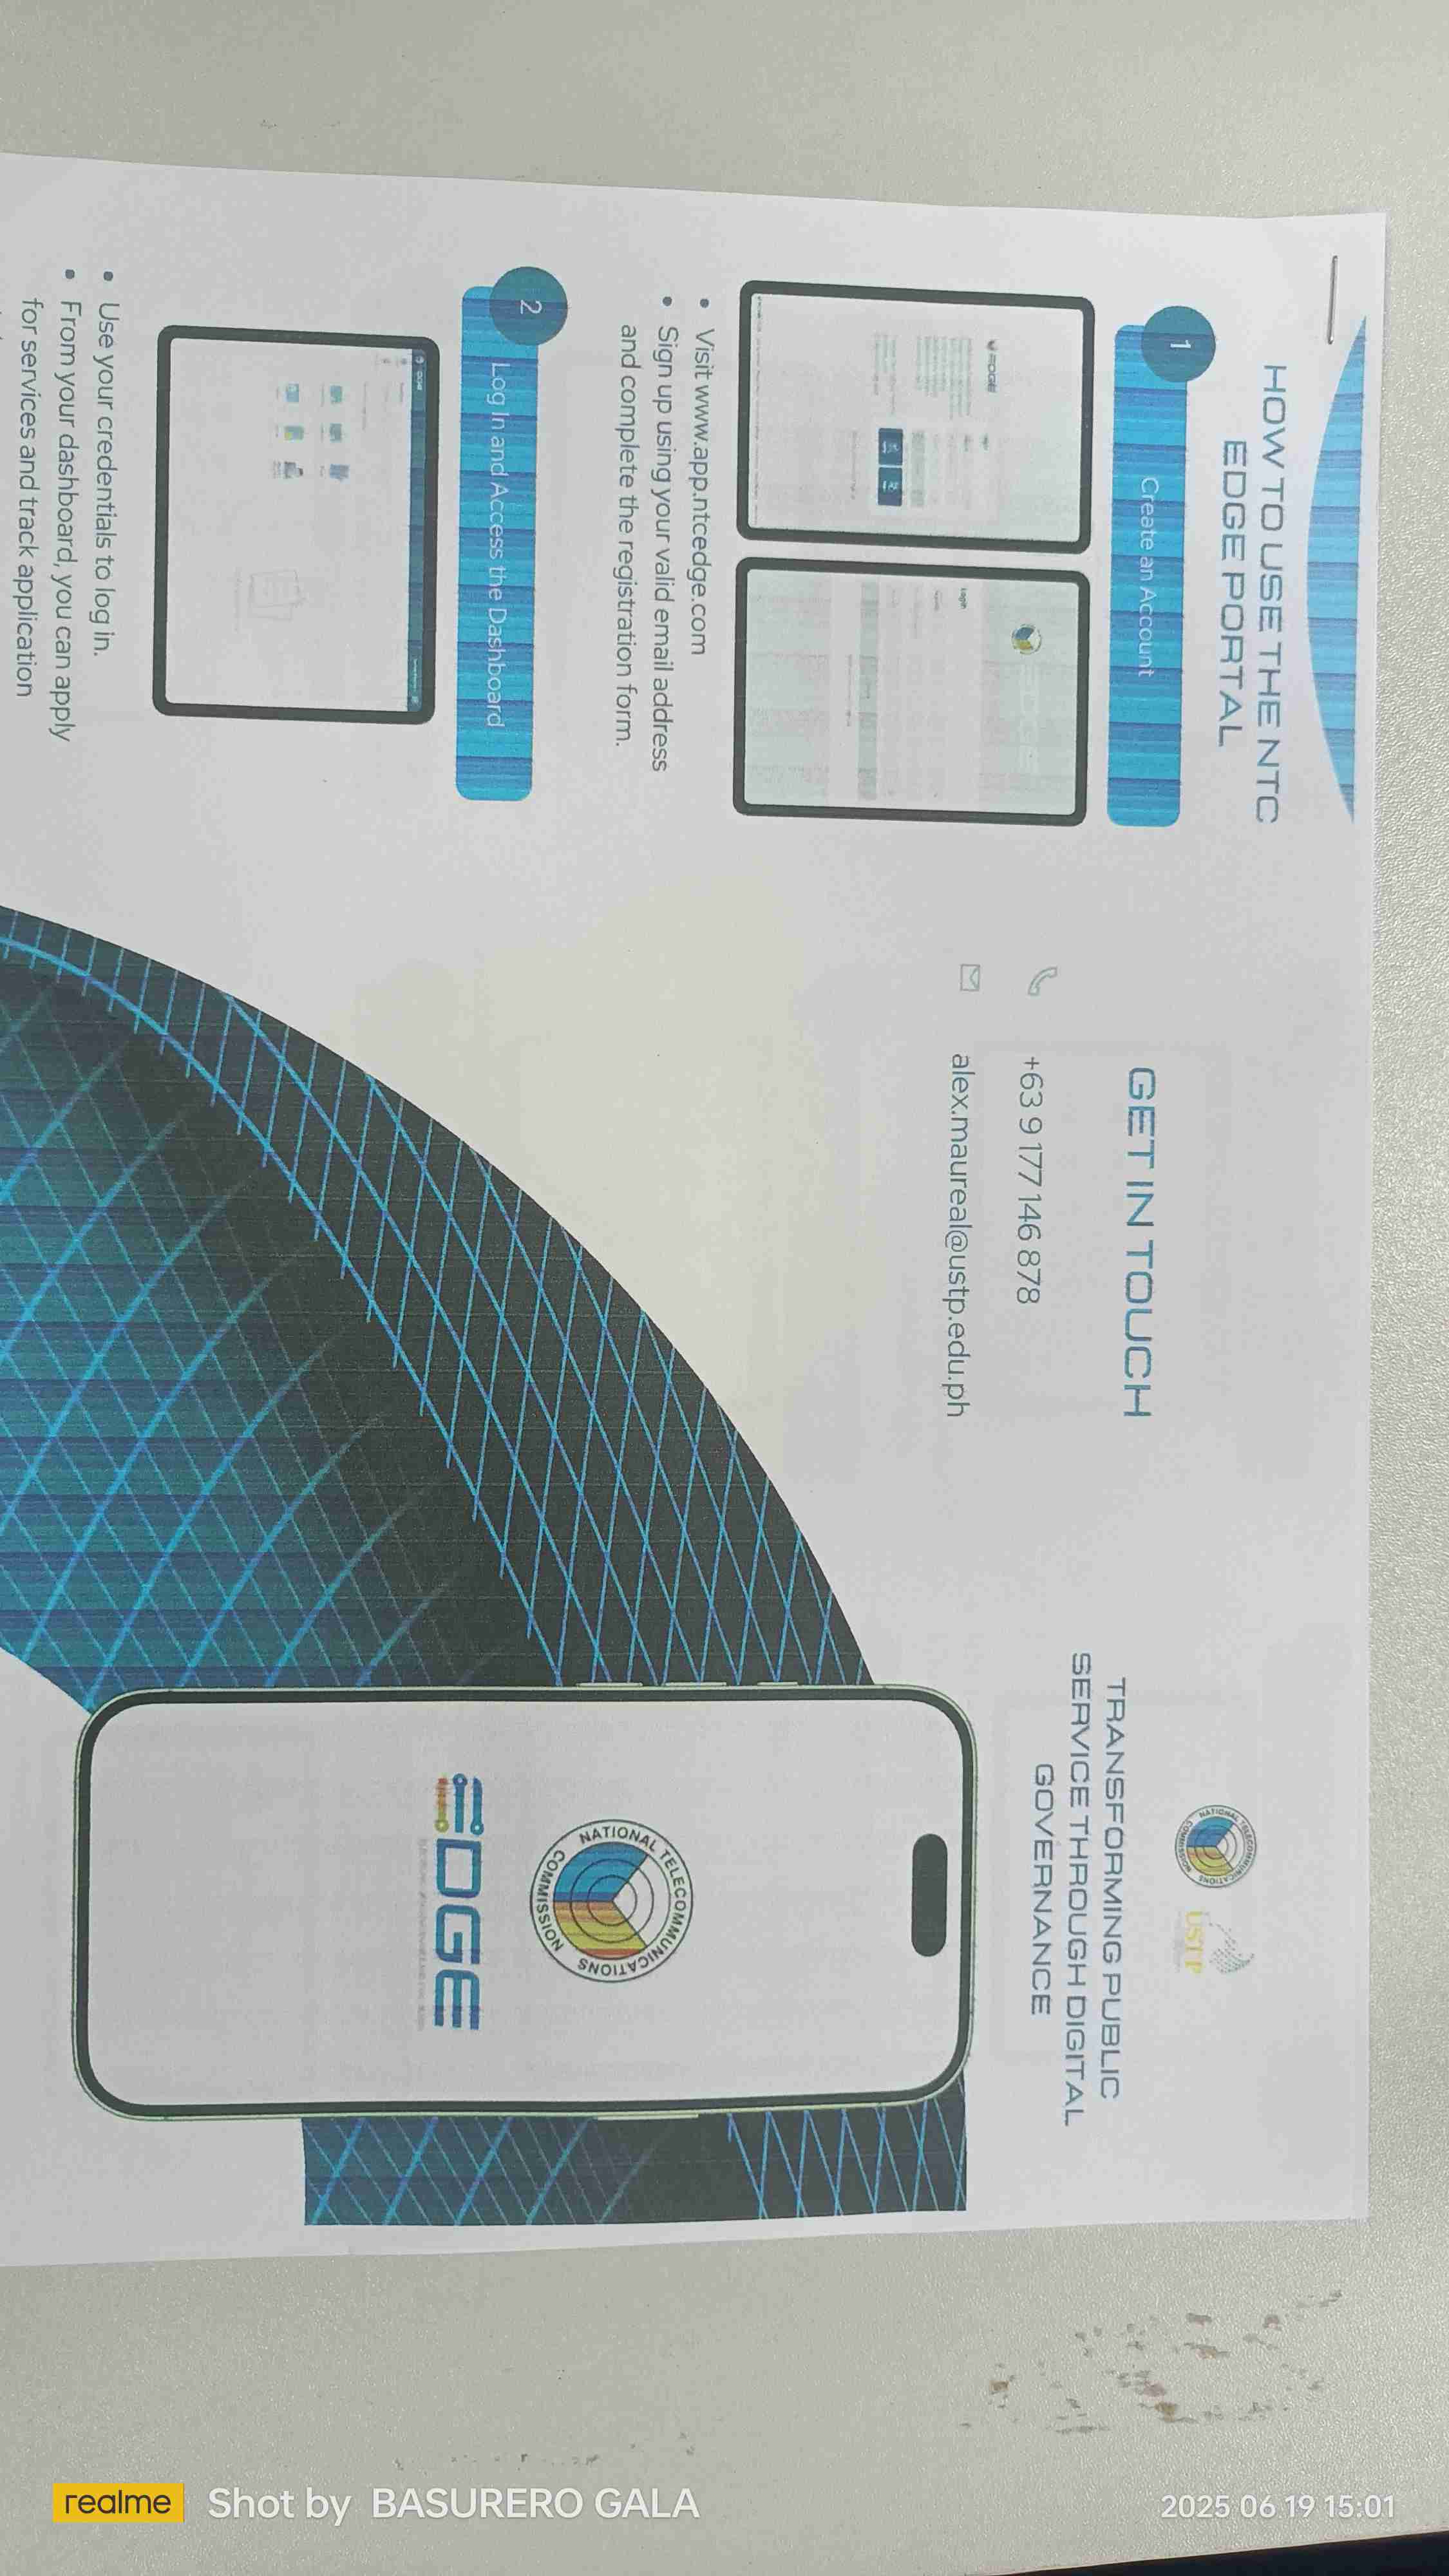 HOW TO USE THE NTC
EDGE PORTAL
1
Create an Account
EDGE
Login
Visit www.app.ntcedge.com
Sign up using your valid email address
and complete the registration form.
2
Log In and Access the Dashboard
Use your credentials to log in.
From your dashboard, you can apply
for services and track application
GET IN TOUCH
+63 9 177 146 878
alex.maureal@ustp.edu.ph
NATIONAL TELECOMMUNICATIONS COMMISSION
USTP
TRANSFORMING PUBLIC
SERVICE THROUGH DIGITAL
GOVERNANCE
NATIONAL TELECOMMUNICATIONS COMMISSION
EDGE
realme Shot by BASURERO GALA
2025 06 19 15:01